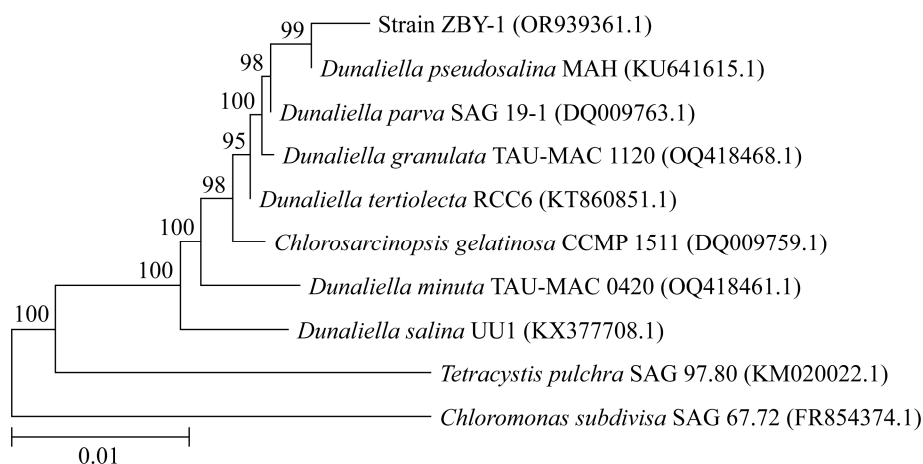 99
Strain ZBY-1 (OR939361.1)
98
Dunaliella pseudosalina MAH (KU641615.1)
100
Dunaliella parva SAG 19-1 (DQ009763.1)
95
Dunaliella granulata TAU-MAC 1120 (OQ418468.1)
98
Dunaliella tertiolecta RCC6 (KT860851.1)
100
Chlorosarcinopsis gelatinosa CCMP 1511 (DQ009759.1)
100
Dunaliella minuta TAU-MAC 0420 (OQ418461.1)
100
Dunaliella salina UU1 (KX377708.1)
Tetracystis pulchra SAG 97.80 (KM020022.1)
Chloromonas subdivisa SAG 67.72 (FR854374.1)
0.01